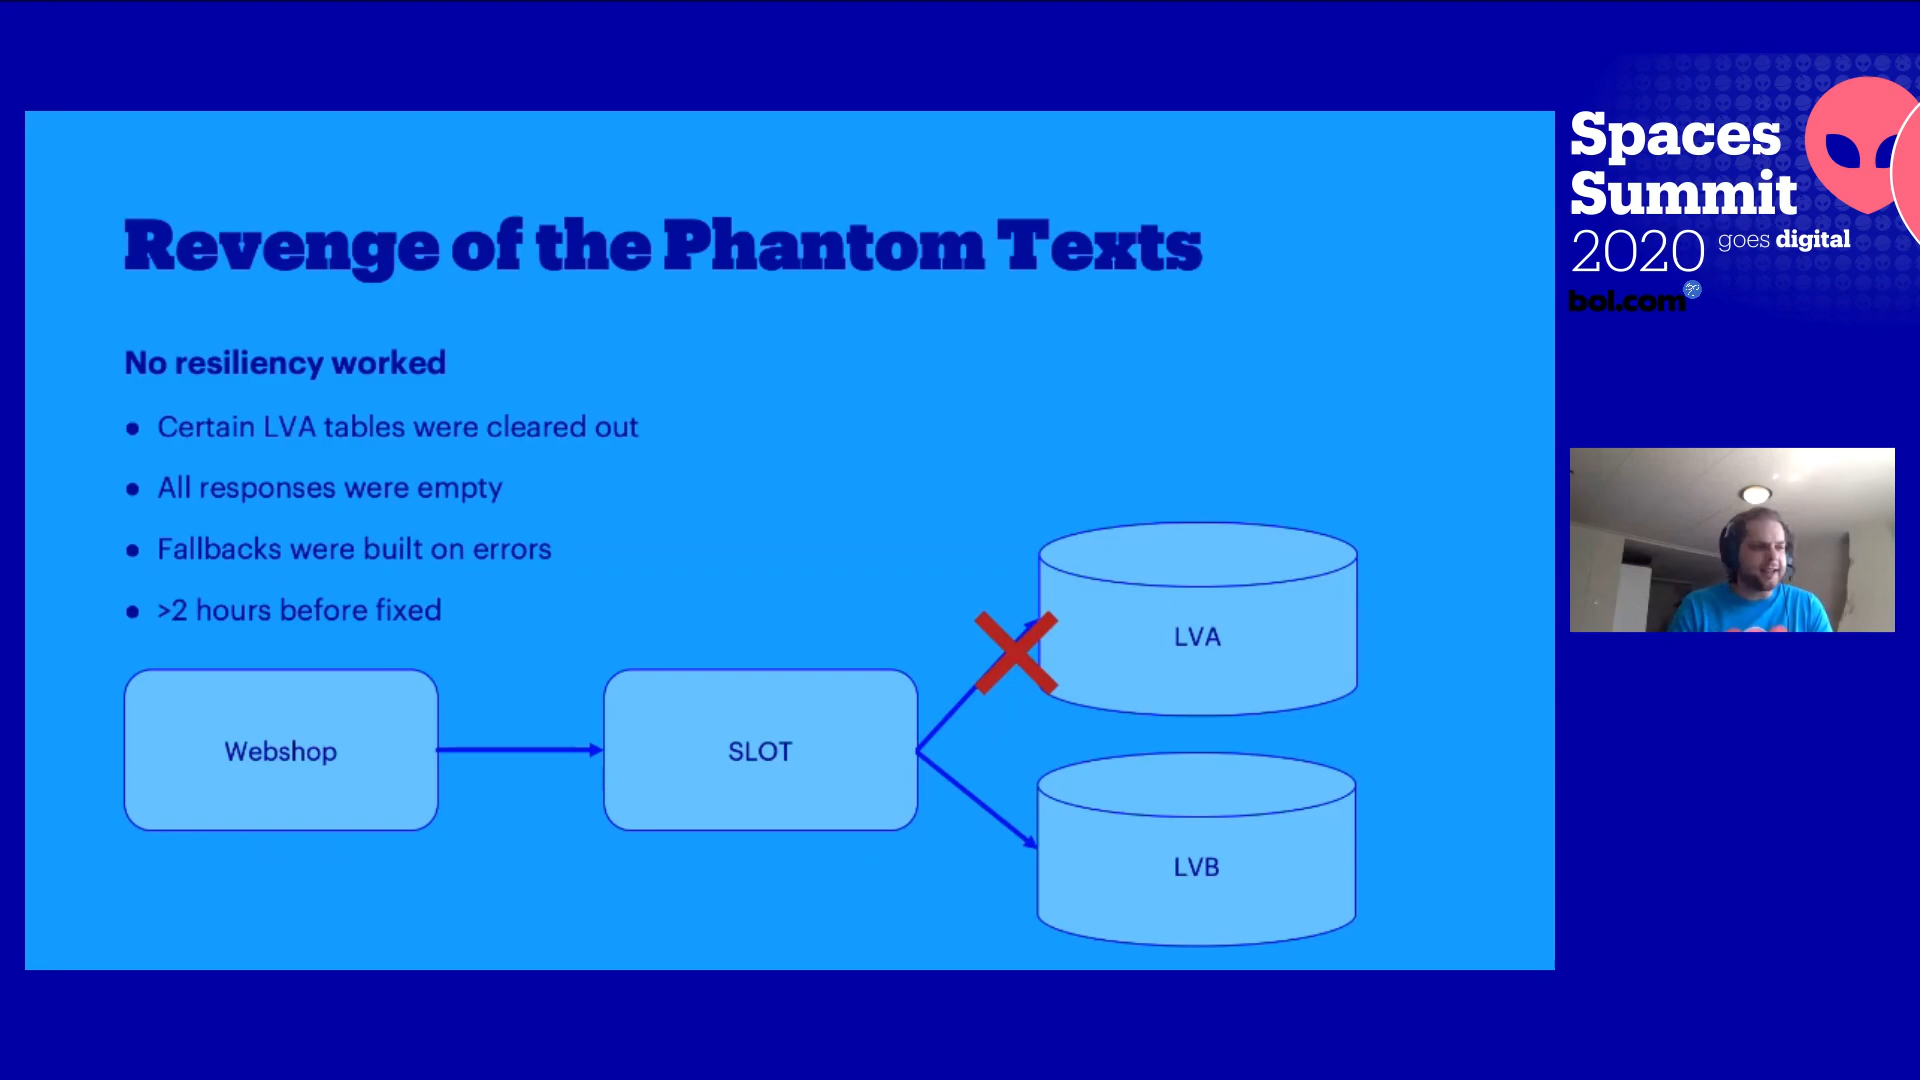 Revenge of the Phantom Texts
No resiliency worked
● Certain LVA tables were cleared out
● All responses were empty
● Fallbacks were built on errors
● >2 hours before fixed
Webshop
SLOT
LVA
LVB
Spaces
Summit
2020 goes digital
bol.com